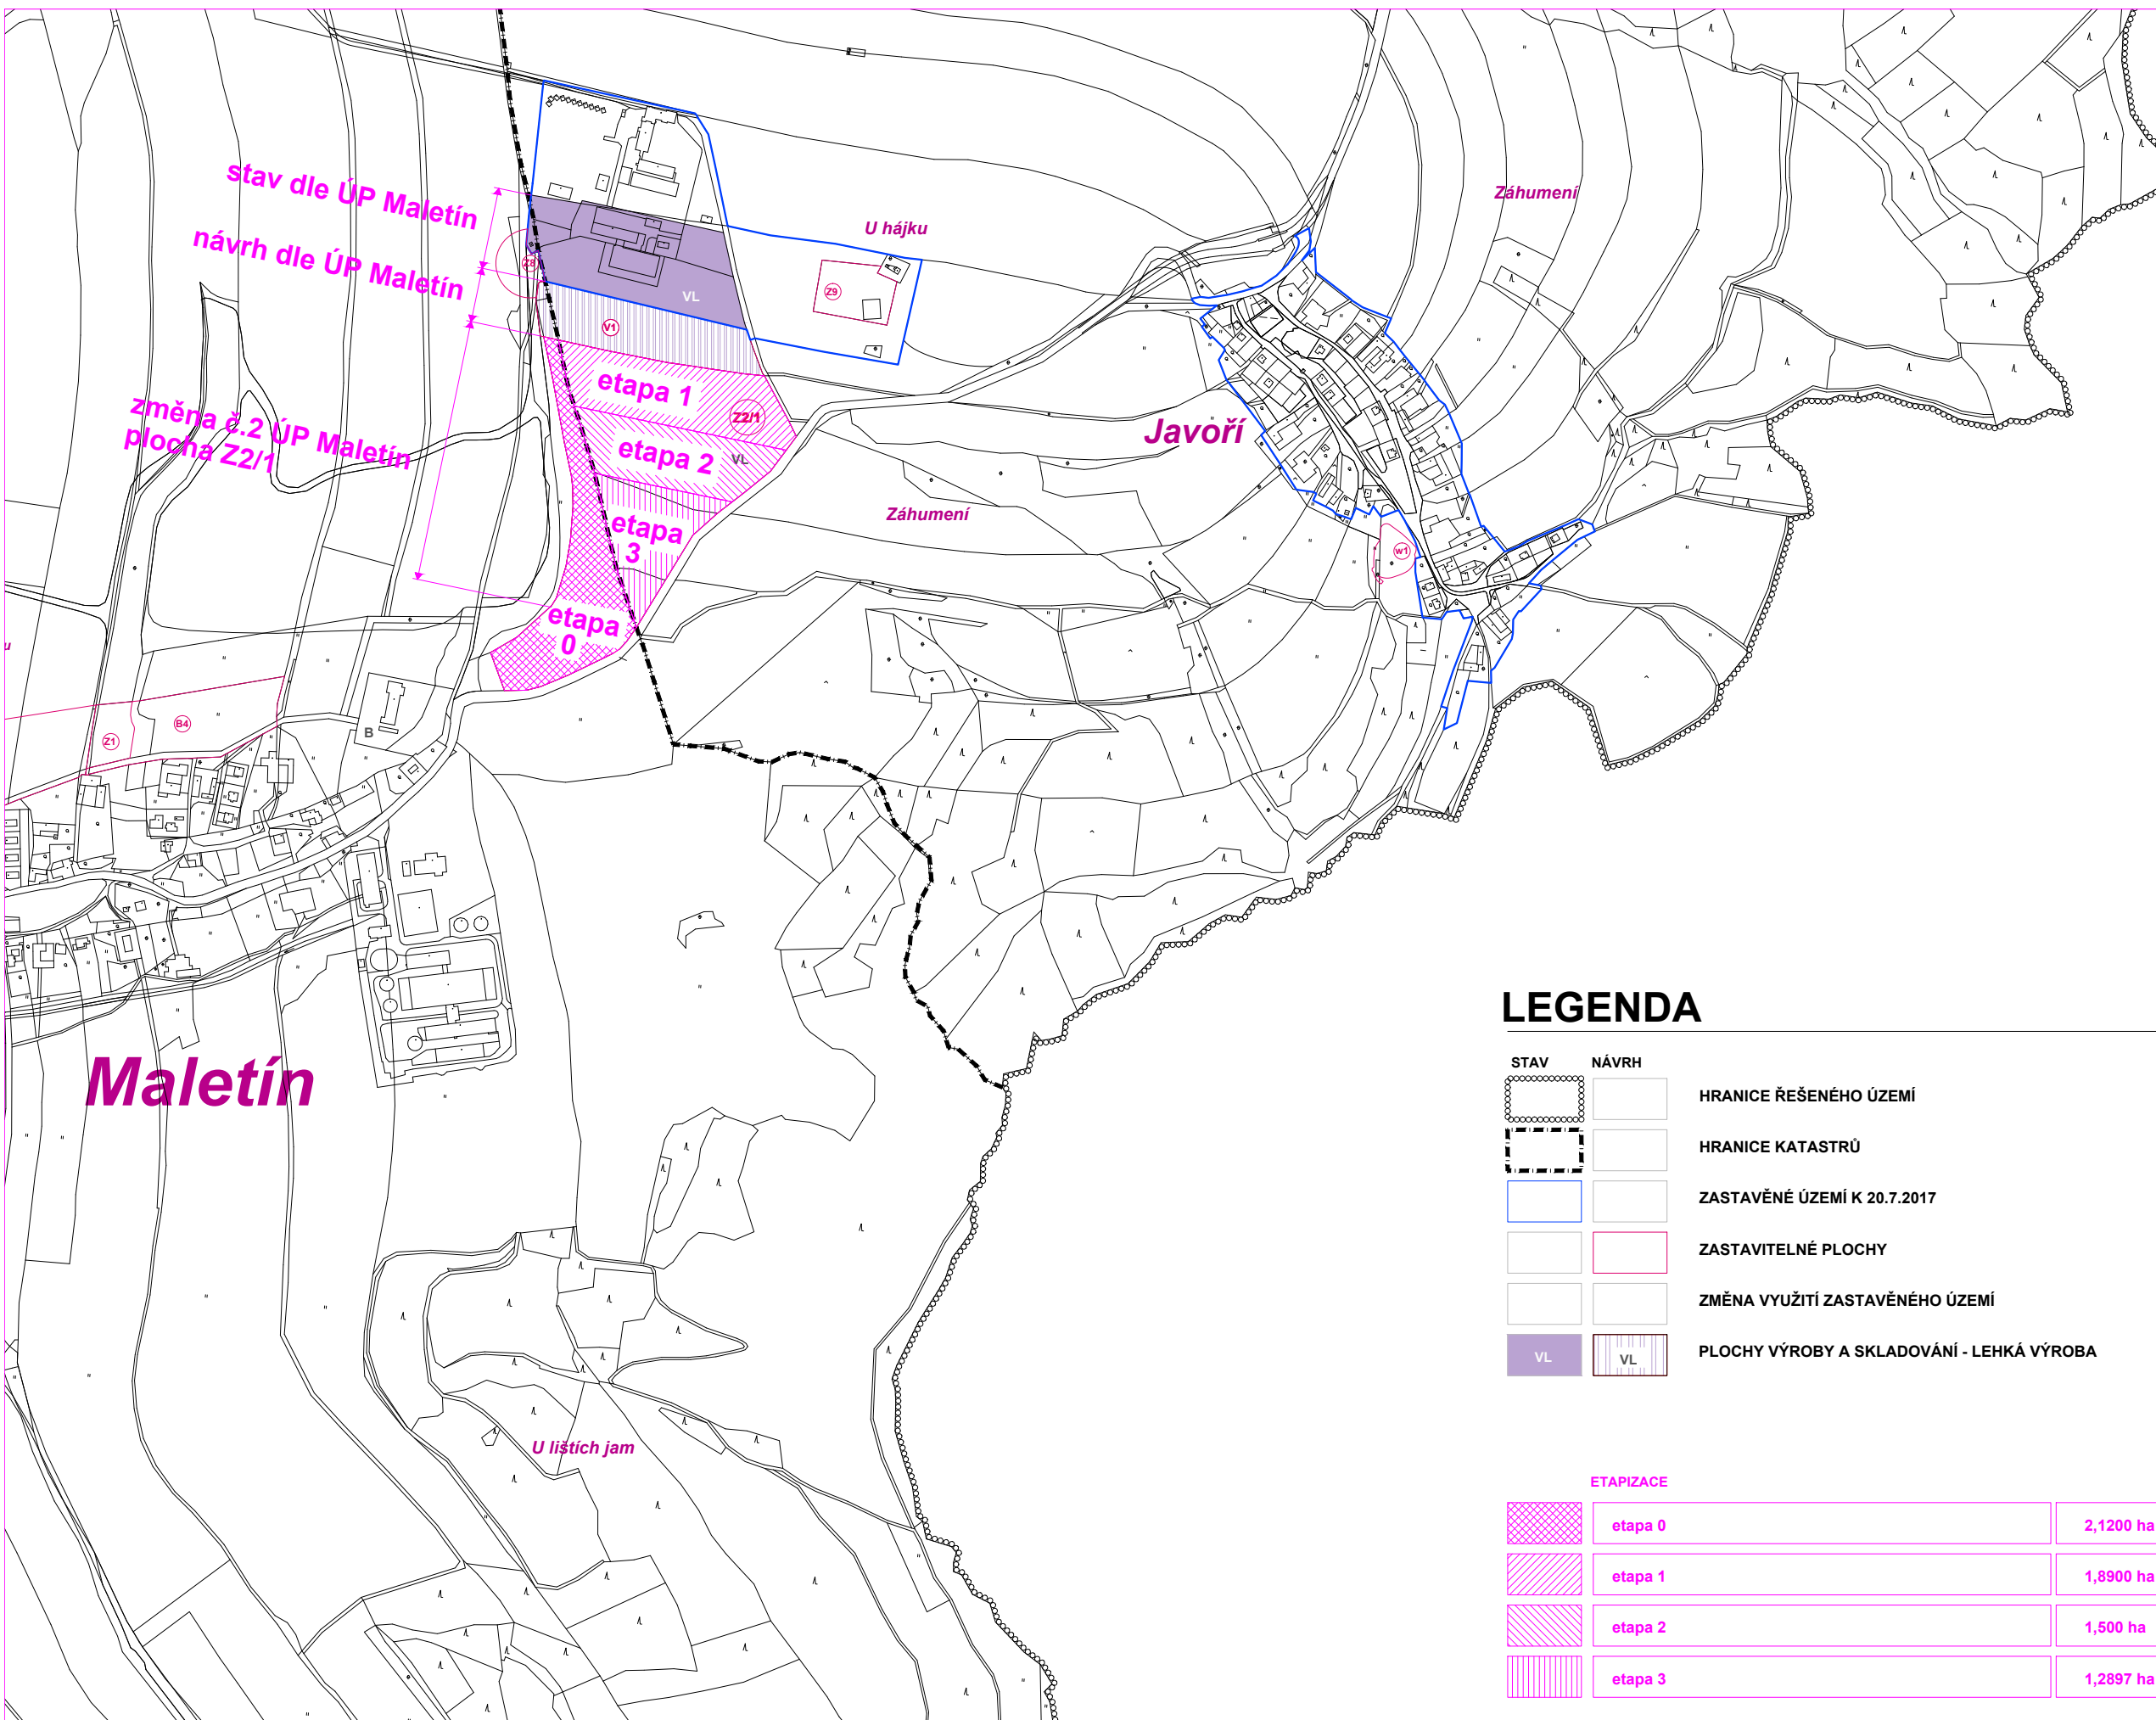 stav dle ÚP Maletín
návrh dle ÚP Maletín
U hájku
Záhumení
Z8
VL
Z9
V1
etapa 1
Z2/1
změna č.2 ÚP Maletín
plocha Z2/1
etapa 2
VL
Javoří
Záhumení
etapa
3
w1
etapa
0
u
B4
Z1
B
Maletín
U lištích jam
LEGENDA
STAV NÁVRH
HRANICE ŘEŠENÉHO ÚZEMÍ
HRANICE KATASTRŮ
ZASTAVĚNÉ ÚZEMÍ K 20.7.2017
ZASTAVITELNÉ PLOCHY
ZMĚNA VYUŽITÍ ZASTAVĚNÉHO ÚZEMÍ
VL VL PLOCHY VÝROBY A SKLADOVÁNÍ - LEHKÁ VÝROBA
ETAPIZACE
etapa 0 2,1200 ha
etapa 1 1,8900 ha
etapa 2 1,500 ha
etapa 3 1,2897 ha